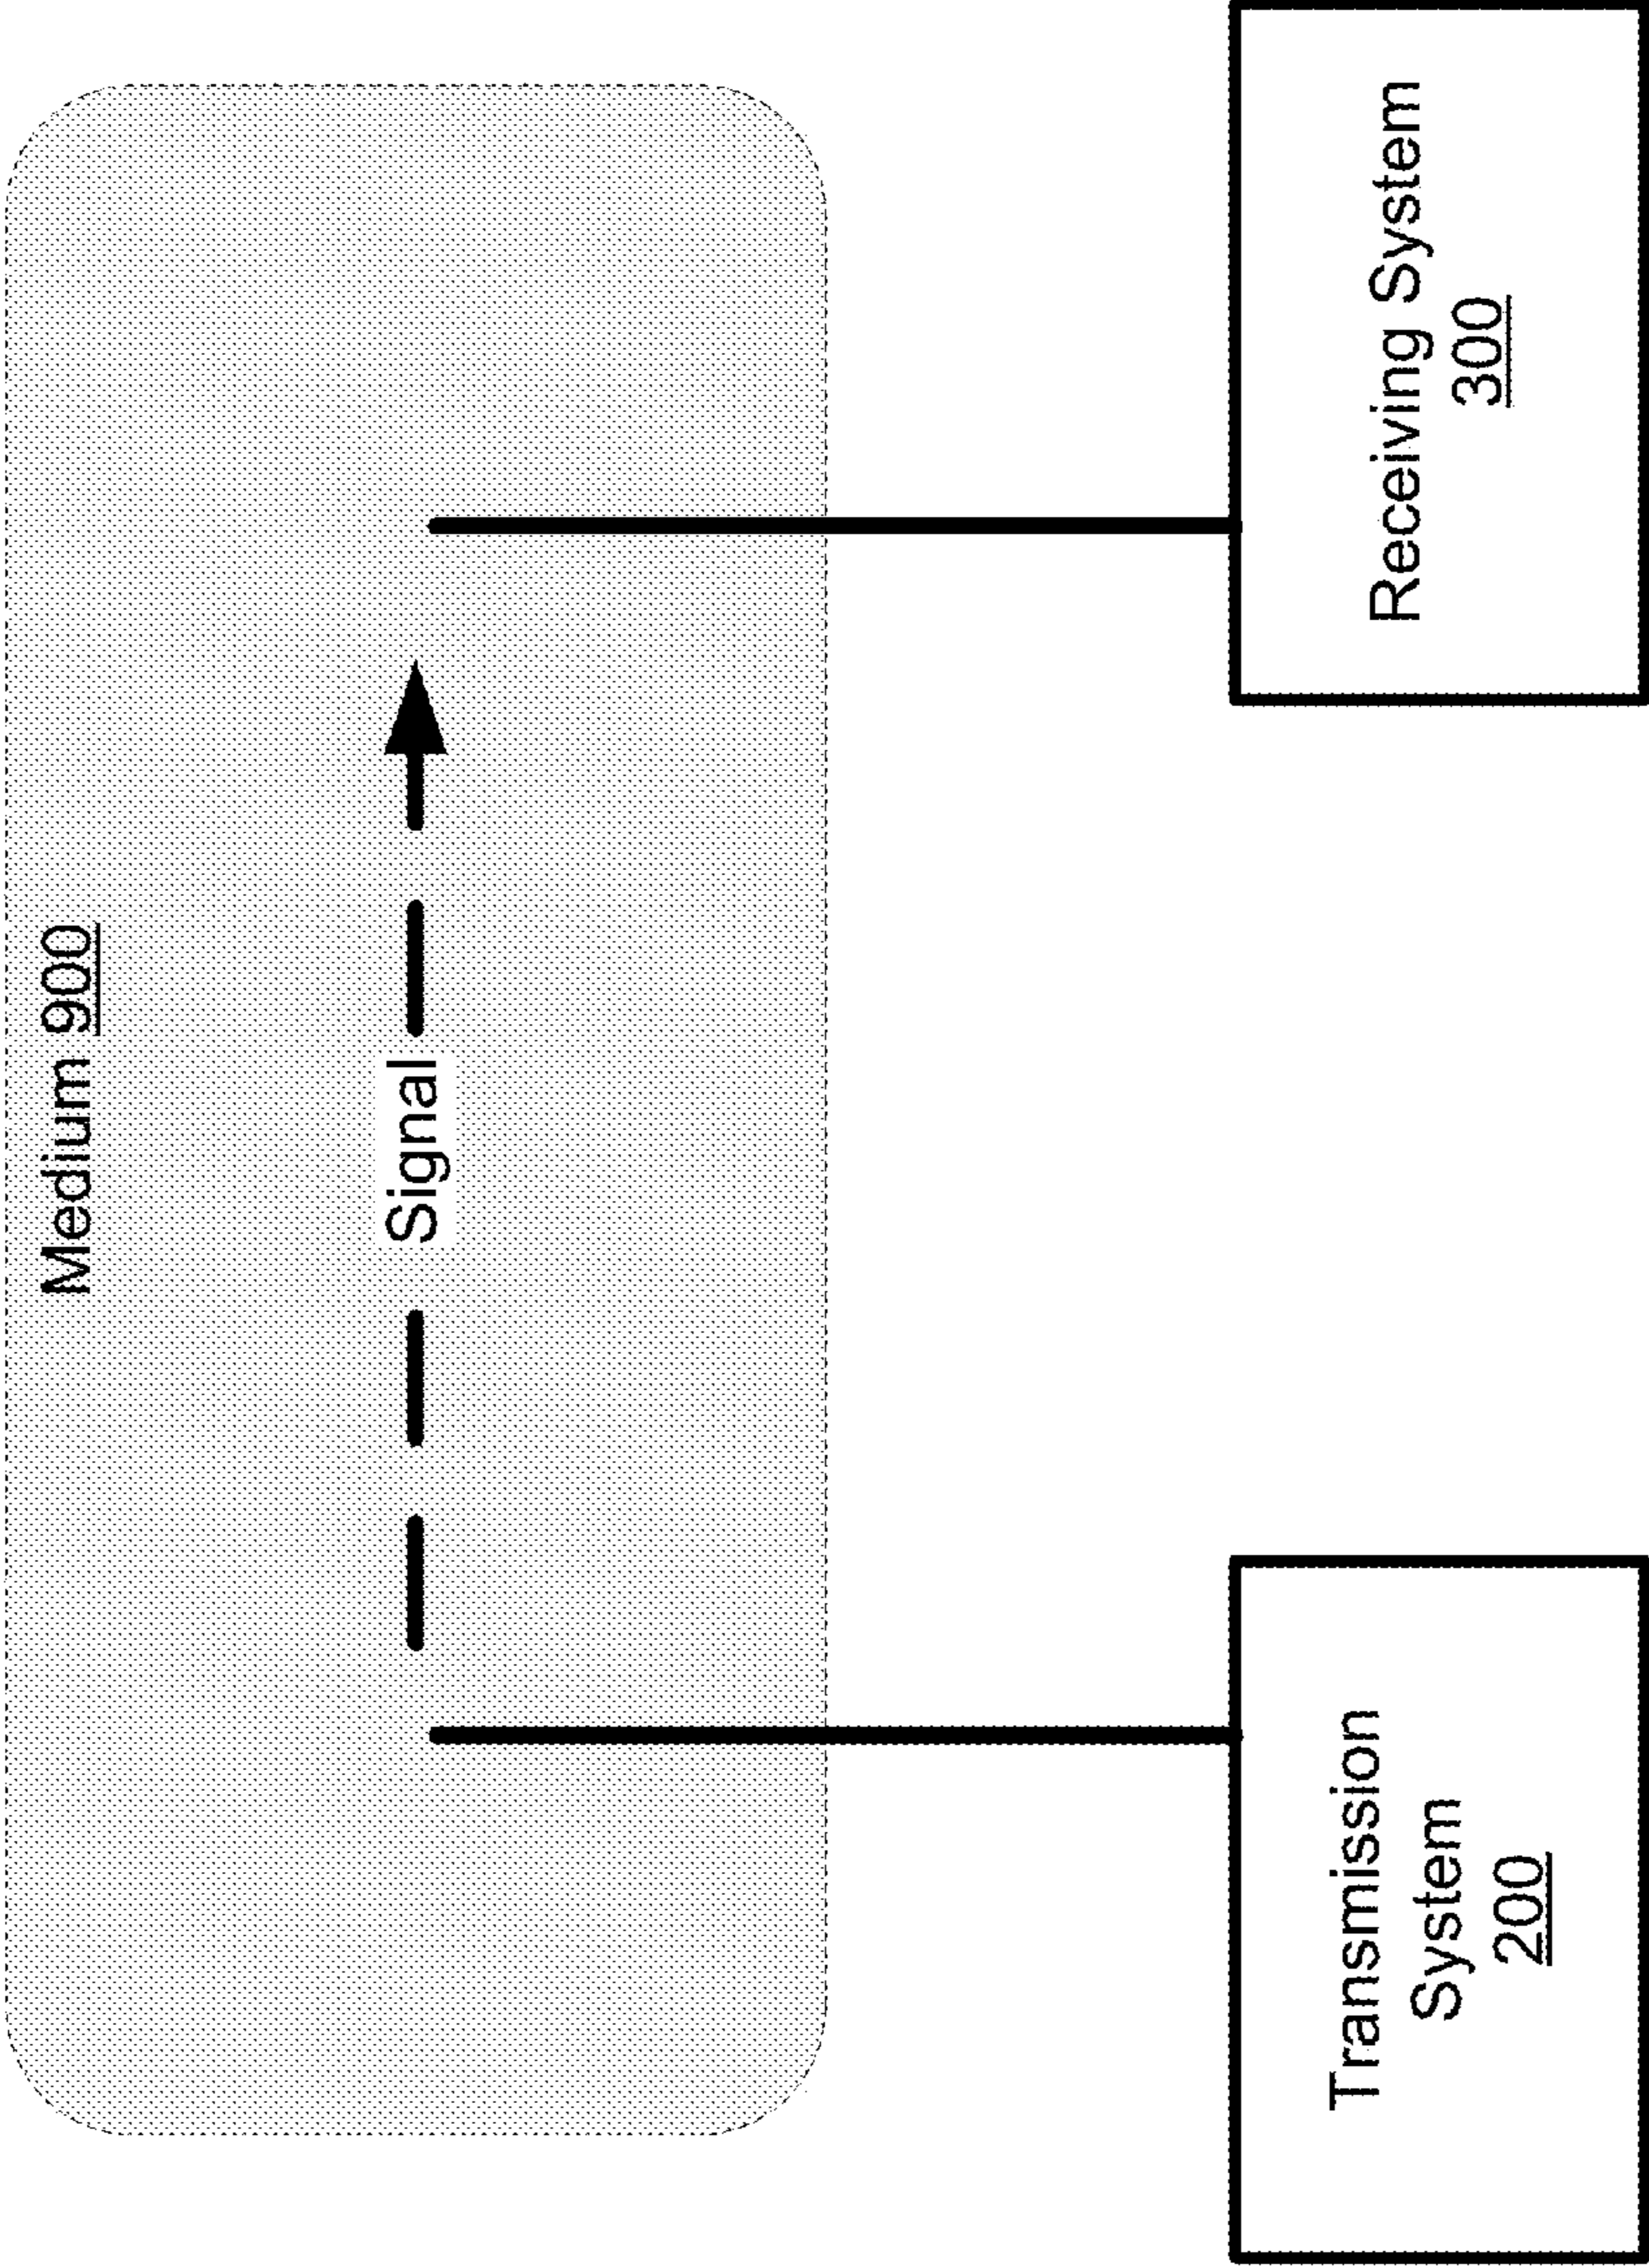 Medium 900
Signal
Transmission
System
200
Receiving System
300